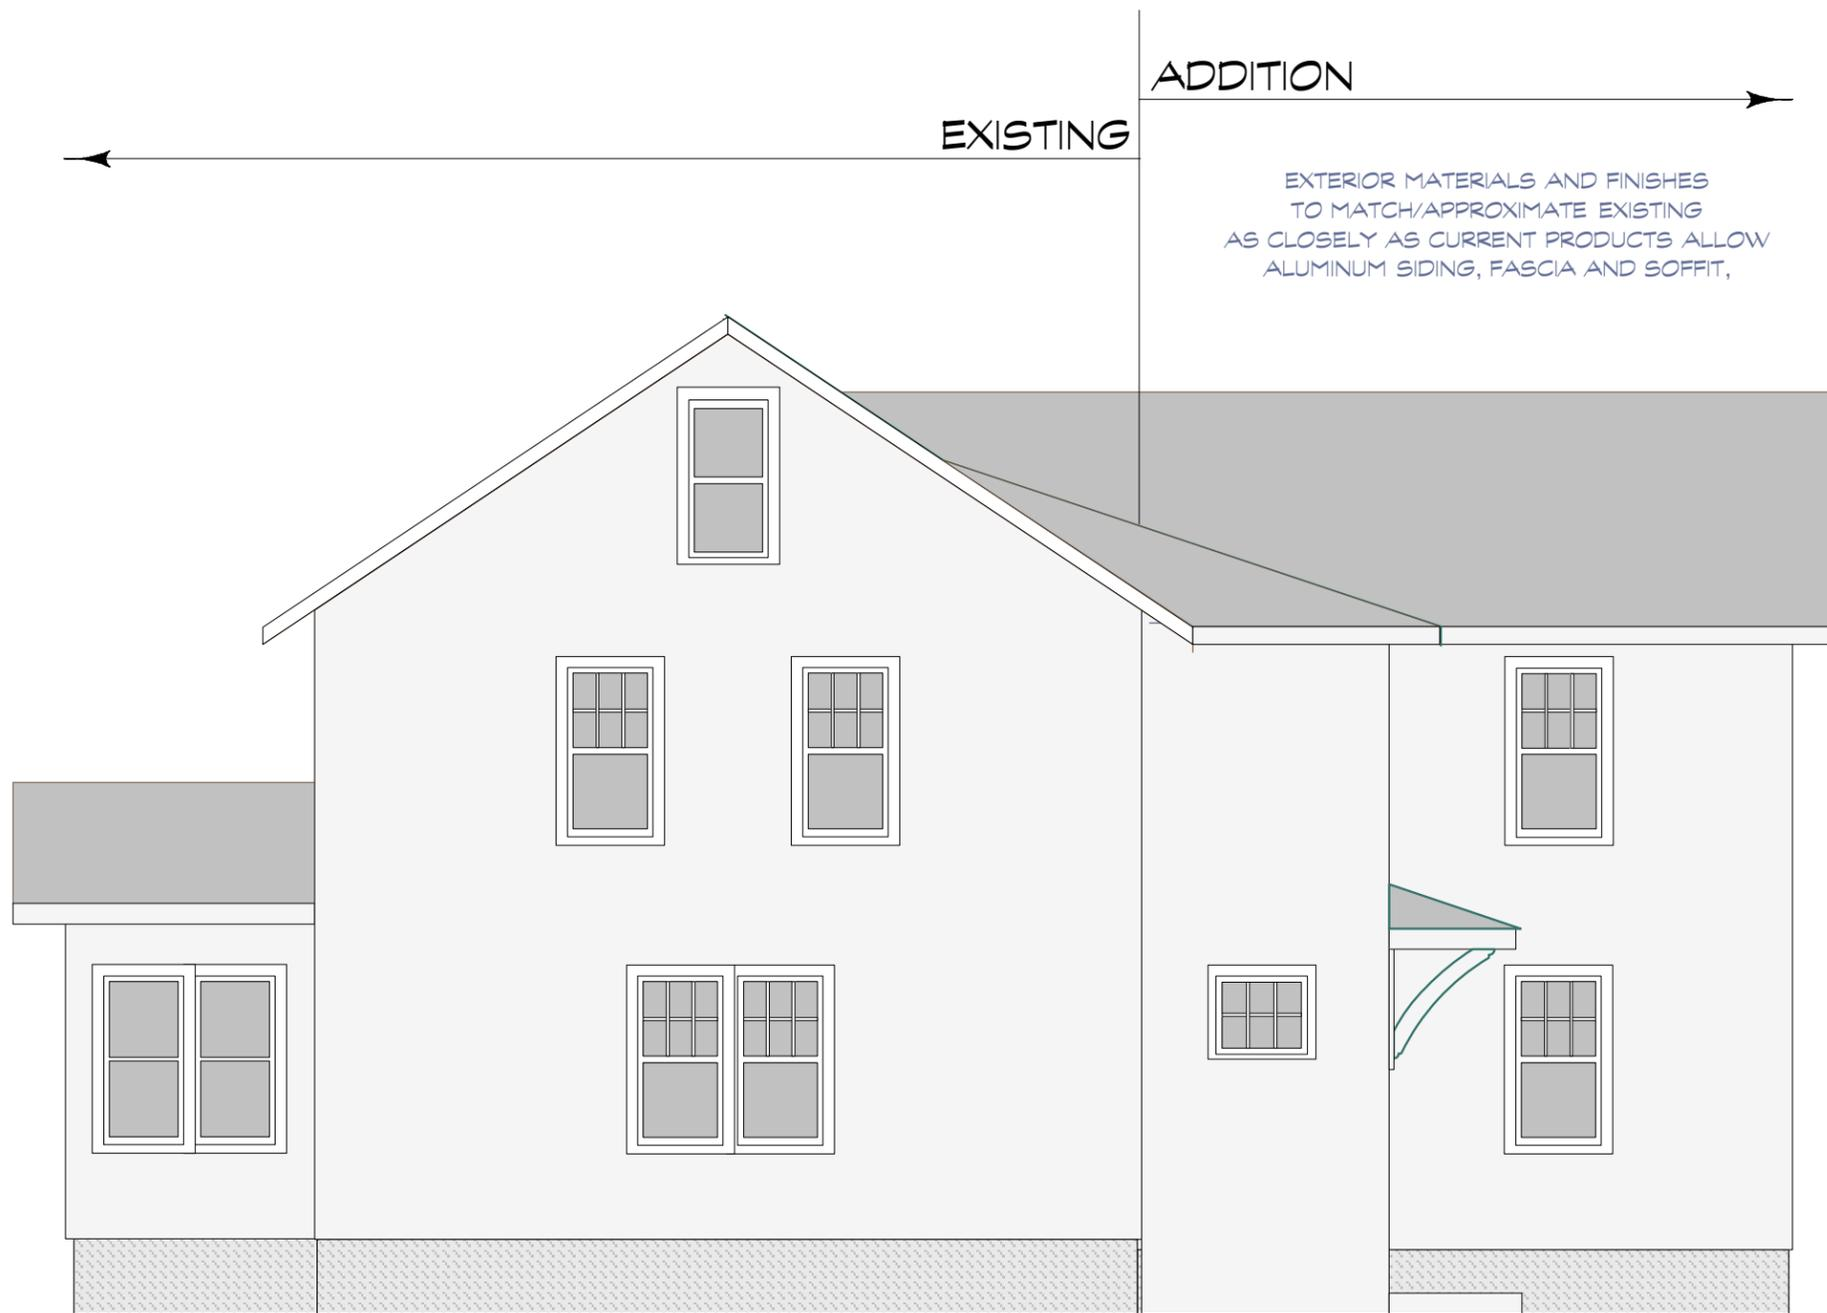 ADDITION
EXISTING
EXTERIOR MATERIALS AND FINISHES
TO MATCH/APPROXIMATE EXISTING
AS CLOSELY AS CURRENT PRODUCTS ALLOW
ALUMINUM SIDING, FASCIA AND SOFFIT,